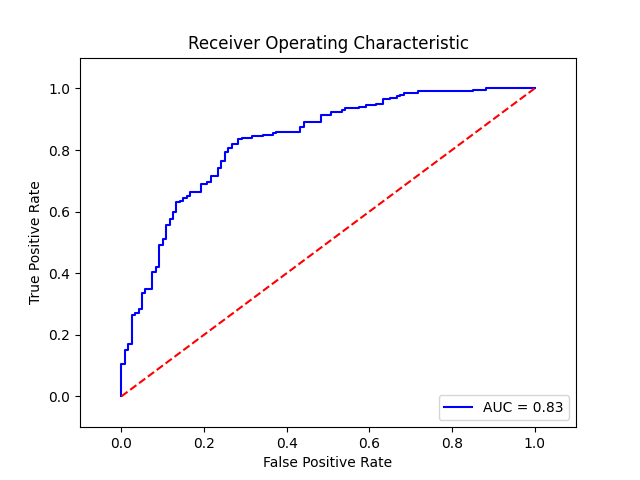 Receiver Operating Characteristic
True Positive Rate
1.0
0.8
0.6
0.4
0.2
0.0
AUC = 0.83
0.0 0.2 0.4 0.6 0.8 1.0
False Positive Rate